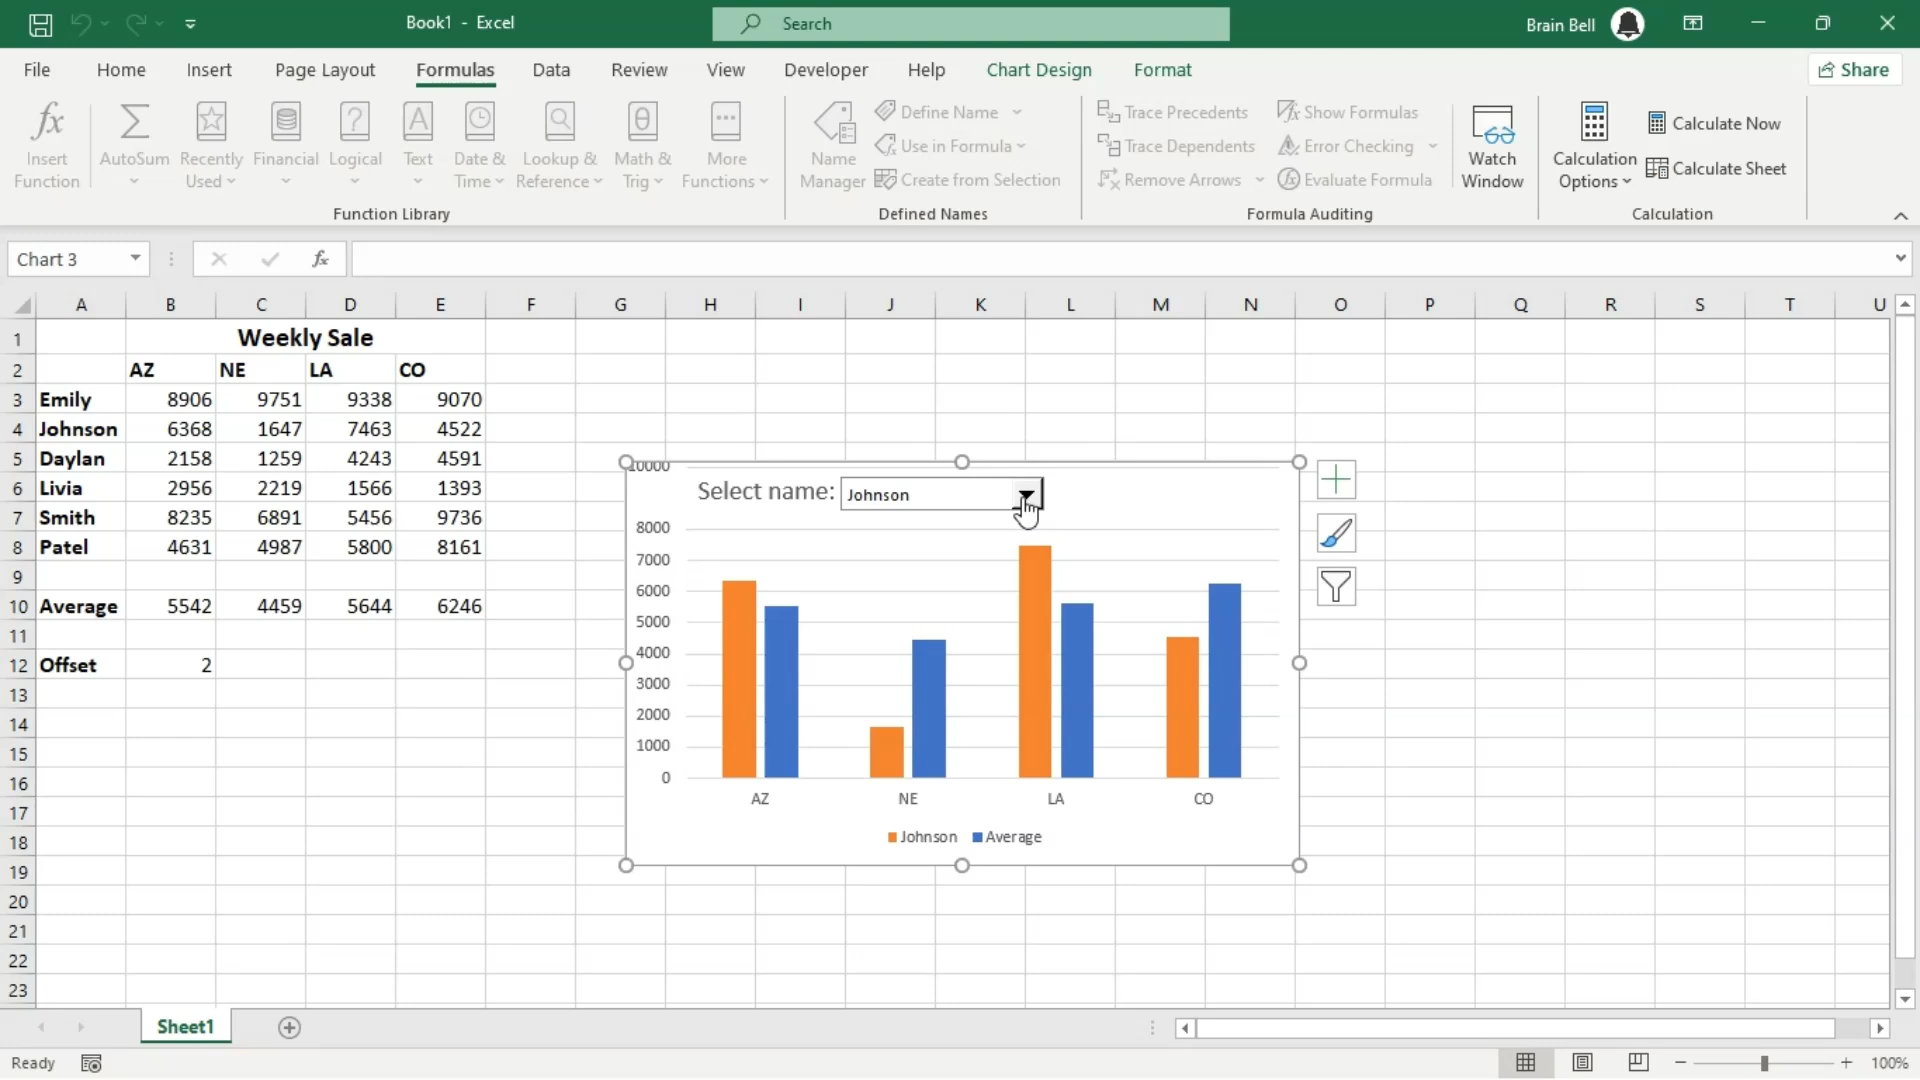 Book1 - Excel
Search
Brain Bell
File Home Insert Page Layout Formulas Data Review View Developer Help Chart Design Format Share
Insert Function
AutoSum
Recently Used
Financial
Logical
Text
Date & Time
Lookup & Reference
Math & Trig
More Functions
Function Library
Name Manager
Define Name
Use in Formula
Create from Selection
Defined Names
Trace Precedents
Trace Dependents
Remove Arrows
Show Formulas
Error Checking
Evaluate Formula
Formula Auditing
Watch Window
Calculation Options
Calculate Now
Calculate Sheet
Calculation
Chart 3
fx
A B C D E F G H I J K L M N O P Q R S T U
1 Weekly Sale
2 AZ NE LA CO
3 Emily 8906 9751 9338 9070
4 Johnson 6368 1647 7463 4522
5 Daylan 2158 1259 4243 4591
6 Livia 2956 2219 1566 1393
7 Smith 8235 6891 5456 9736
8 Patel 4631 4987 5800 8161
9
10 Average 5542 4459 5644 6246
11
12 Offset 2
13
14
15
16
17
18
19
20
21
22
23
10000
Select name: Johnson
8000
7000
6000
5000
4000
3000
2000
1000
0
AZ NE LA CO
Johnson Average
Sheet1
Ready
100%